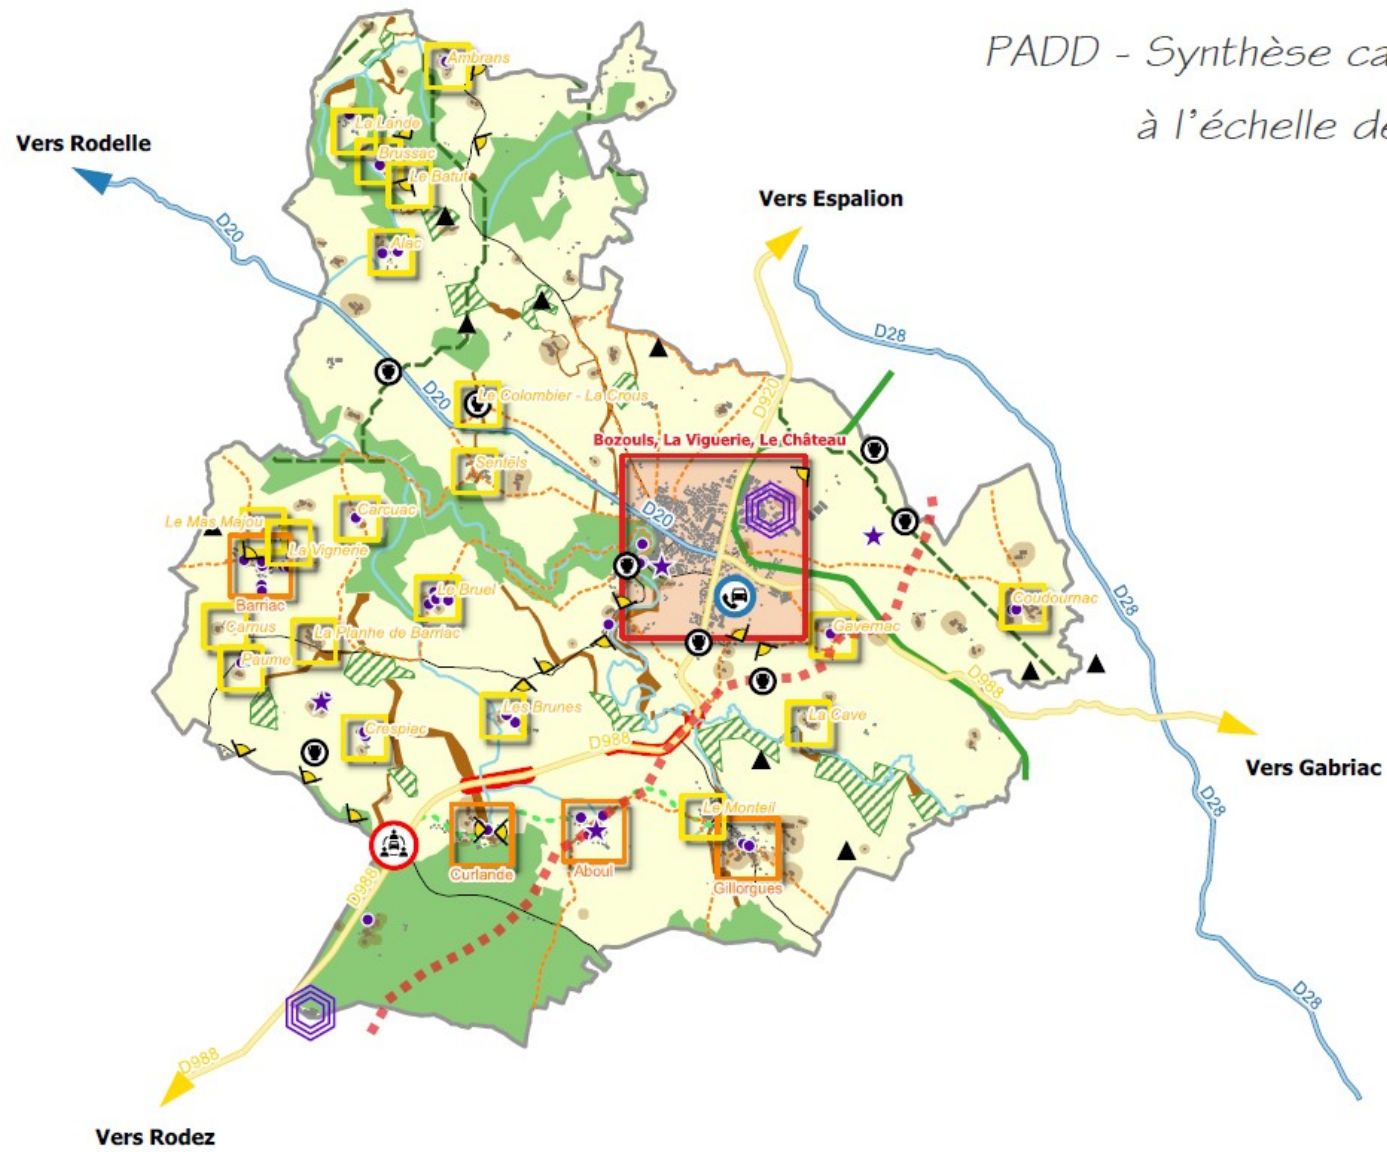 PADD - Synthèse ca
à l'échelle de
Ambrans
La Lande
Vers Rodelle
Brussac
Le Batut
Vers Espalion
D20
Alac
D28
D20
Le Colombier - La Crous
D920
Bozouls, La Viguerie, Le Château
Sentels
Carcuac
D20
Le Mas Majou
La Vignerie
Le Bruel
Barriac
Coudournac
D28
Carnus
La Planhe de Barriac
Gavernac
Paume
D988
Les Brunes
La Cave
Crespiac
D988
Vers Gabriac
D28
Le Monteil
Curlande
Aboul
Gillorgues
D988
D28
D988
Vers Rodez